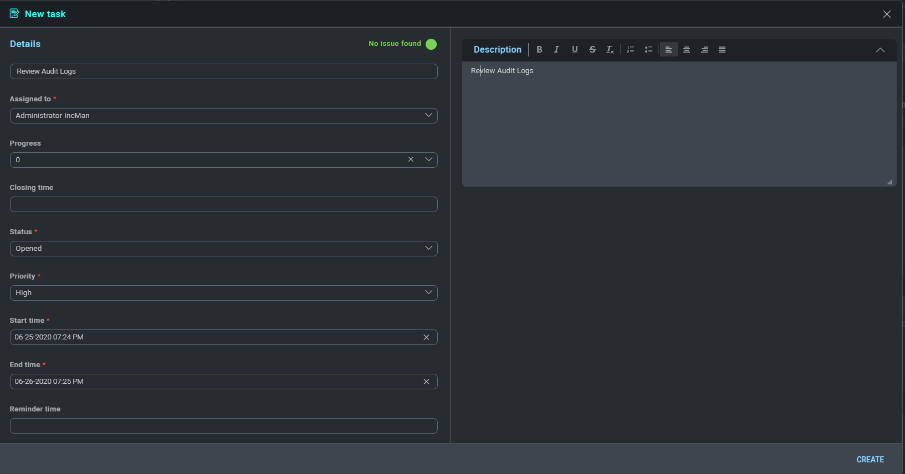 New task
Details
No issue found
Review Audit Logs
Assigned to *
Administrator IncMan
Progress
0
Closing time
Status *
Opened
Priority *
High
Start time *
06-25-2020 07:24 PM
End time *
06-26-2020 07:25 PM
Reminder time
Description B I U S Tx
Review Audit Logs
CREATE